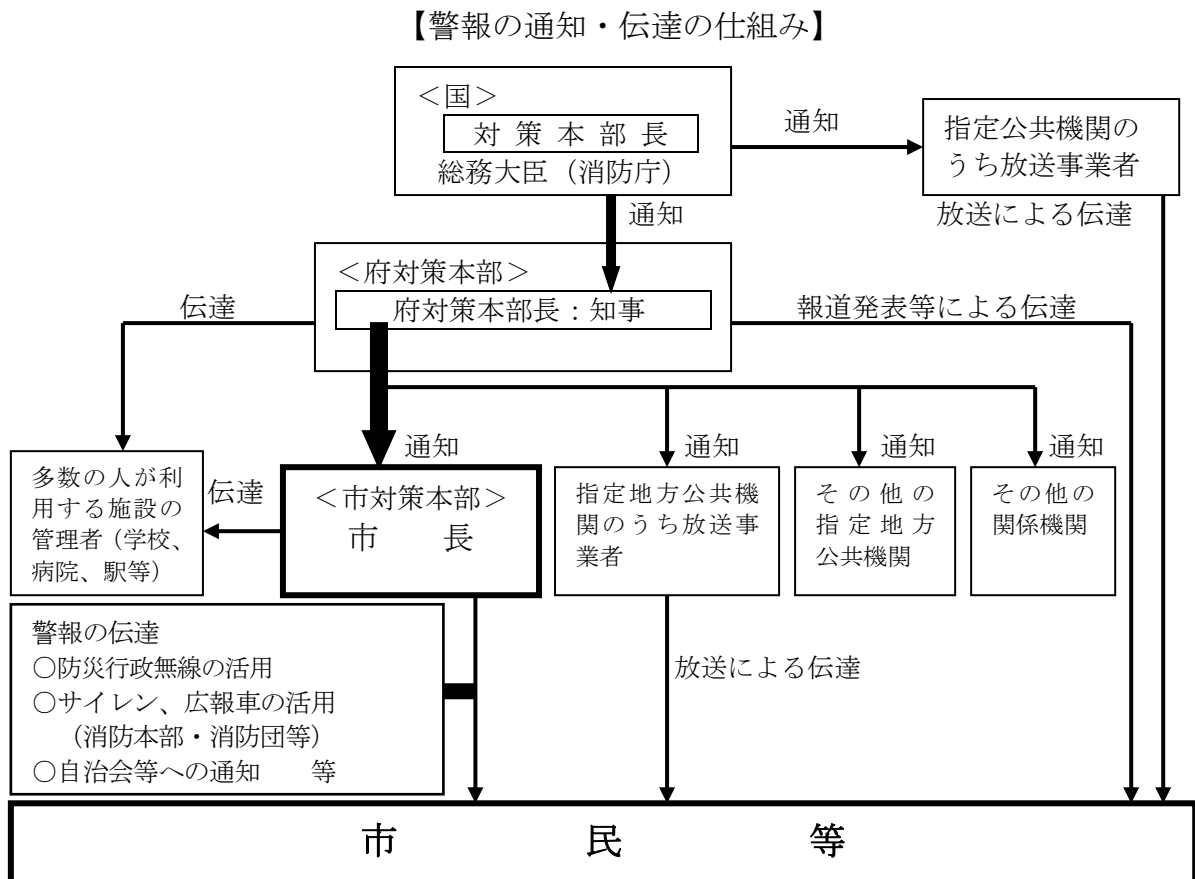 【警報の通知・伝達の仕組み】
＜国＞
対策本部長
総務大臣（消防庁）
通知
指定公共機関の
うち放送事業者
通知
放送による伝達
＜府対策本部＞
府対策本部長：知事
伝達
報道発表等による伝達
通知
通知
通知
通知
多数の人が利
用する施設の
管理者（学校、
病院、駅等）
伝達
＜市対策本部＞
市　　長
指定地方公共機
関のうち放送事
業者
その他の
指定地方
公共機関
その他の
関係機関
警報の伝達
○防災行政無線の活用
○サイレン、広報車の活用
（消防本部・消防団等）
○自治会等への通知　　等
放送による伝達
市　　民　　等